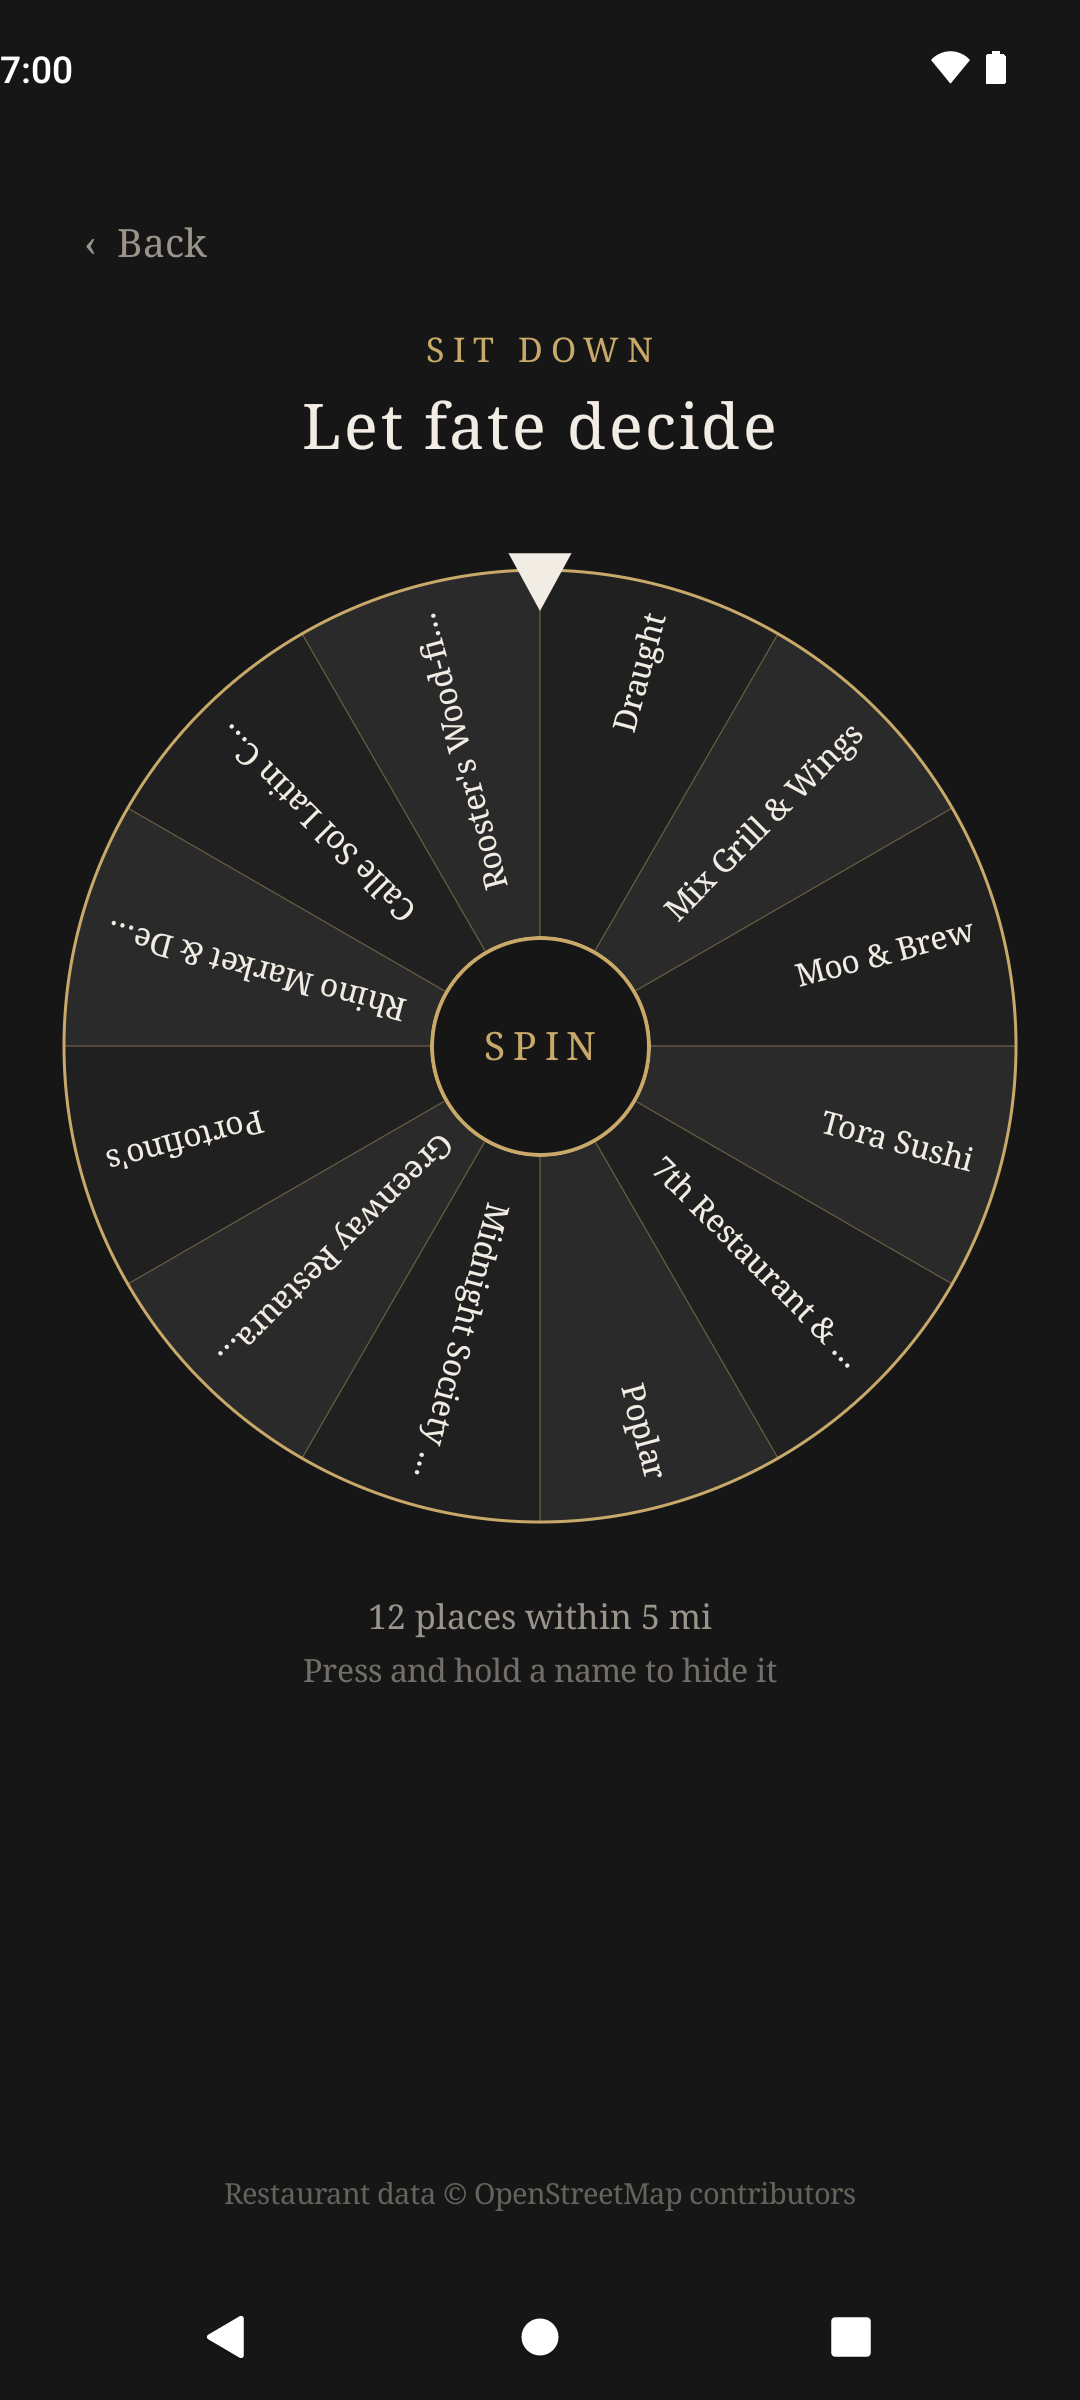 7:00
‹ Back
SIT DOWN
Let fate decide
Draught
Mix Grill & Wings
Moo & Brew
Tora Sushi
7th Restaurant & …
Poplar
Midnight Society …
Greenway Restaura…
Portofino's
Rhino Market & De…
Calle Sol Latin C…
Rooster's Wood-fi…
SPIN
12 places within 5 mi
Press and hold a name to hide it
Restaurant data © OpenStreetMap contributors